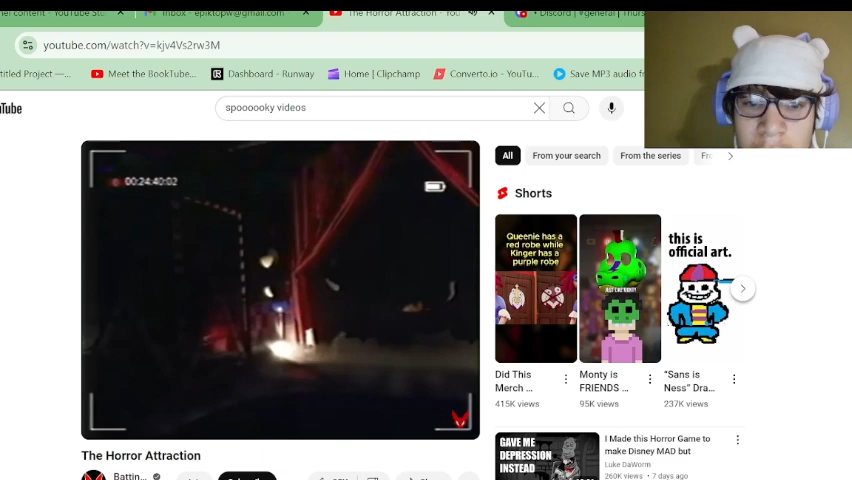 ner content - YouTube Stu
Inbox - epiktopw@gmail.com
The Horror Attraction - You
Discord | #general | Thurs
youtube.com/watch?v=kjv4Vs2rw3M
titled Project —...
Meet the BookTube...
Dashboard - Runway
Home | Clipchamp
Converto.io - YouTu...
Save MP3 audio f
uTube
spoooooky videos
All
From your search
From the series
Fr
00:24:40:02
Shorts
Queenie has a
red robe while
Kinger has a
purple robe
this is
official art.
Did This
Merch ...
415K views
Monty is
FRIENDS ...
95K views
“Sans is
Ness” Dra...
237K views
The Horror Attraction
Battin...
GAVE ME
DEPRESSION
INSTEAD
I Made this Horror Game to
make Disney MAD but
Luke DaWorm
260K views • 7 days ago